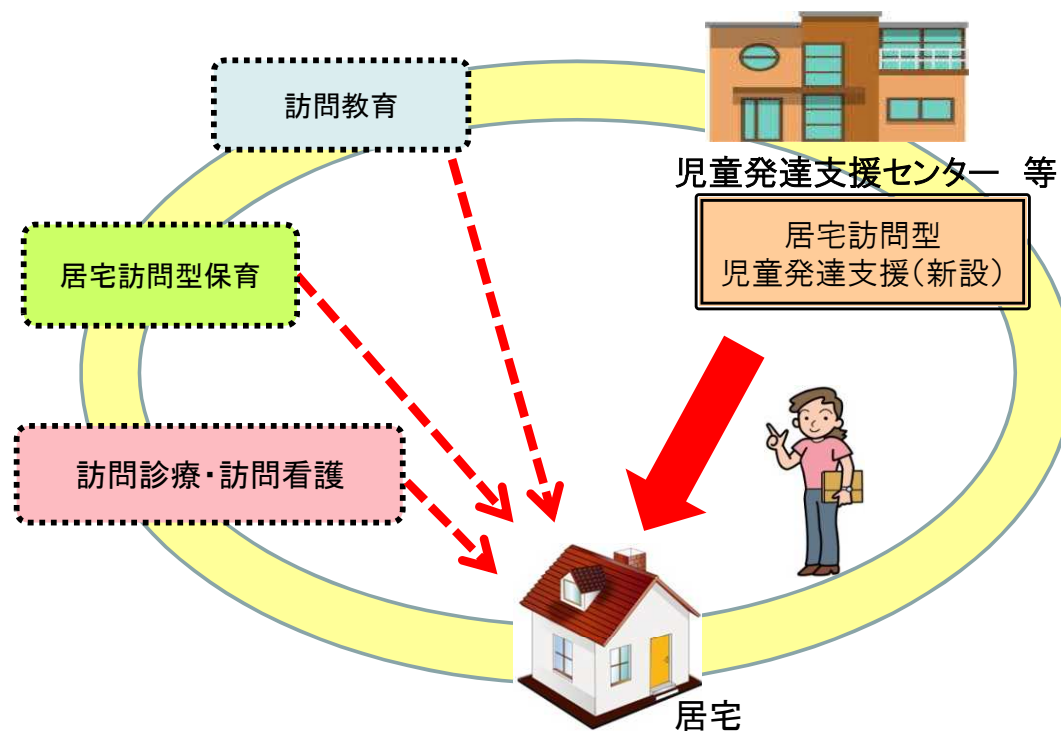 訪問教育
児童発達支援センター　等
居宅訪問型
児童発達支援（新設）
居宅訪問型保育
訪問診療・訪問看護
居宅